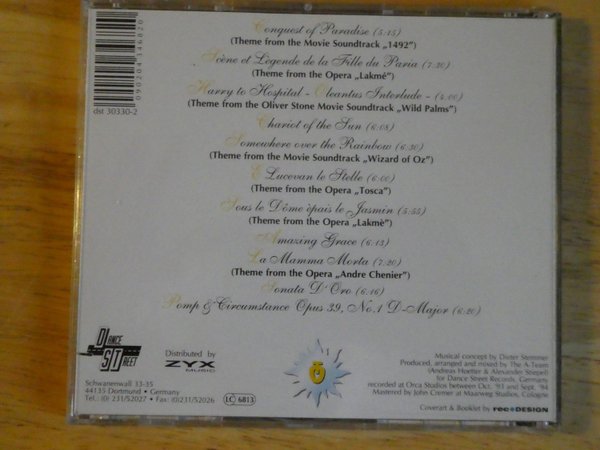 Conquest of Paradise (5:15)
(Theme from the Movie Soundtrack „1492")
Scène et Légende de la Fille du Paria (7:20)
(Theme from the Opera „Lakmé")
Harry to Hospital - Oleantus Interlude - (4:00)
(Theme from the Oliver Stone Movie Soundtrack „Wild Palms")
Chariot of the Sun (6:08)
Somewhere over the Rainbow (6:30)
(Theme from the Movie Soundtrack „Wizard of Oz")
E Lucevan le Stelle (6:00)
(Theme from the Opera „Tosca")
Sous le Dôme èpais le Jasmin (5:55)
(Theme from the Opera „Lakmè")
Amazing Grace (6:13)
La Mamma Morta (7:20)
(Theme from the Opera „Andre Chenier")
Sonata D'Oro (6:16)
Pomp & Circumstance Opus 39, No.1 D-Major (6:20)
090204 146820
dst 30330-2
DANCE
STREET
Schwanenwall 33-35
44135 Dortmund • Germany
Tel.: (0) 231/52027 • Fax: (0)231/52026
Distributed by
ZYX
MUSIC
LC 6813
Musical concept by Dieter Stemmer
Produced, arranged and mixed by The A-Team
(Andreas Hoetter & Alexander Stiepel)
for Dance Street Records, Germany
recorded at Orca Studios between Oct. '93 and Sept. 94
Mastered by John Cremer at Maarweg Studios, Cologne
Coverart & Booklet by rec•DESIGN